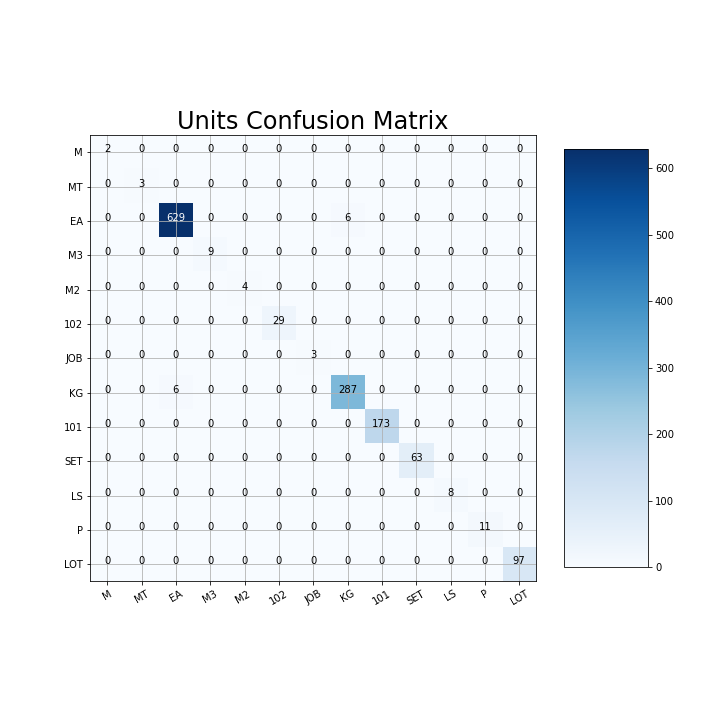 Units Confusion Matrix
M 2 0 0 0 0 0 0 0 0 0 0 0 0
MT 0 3 0 0 0 0 0 0 0 0 0 0 0
EA 0 0 629 0 0 0 0 6 0 0 0 0 0
M3 0 0 0 9 0 0 0 0 0 0 0 0 0
M2 0 0 0 0 4 0 0 0 0 0 0 0 0
102 0 0 0 0 0 29 0 0 0 0 0 0 0
JOB 0 0 0 0 0 0 3 0 0 0 0 0 0
KG 0 0 6 0 0 0 0 287 0 0 0 0 0
101 0 0 0 0 0 0 0 0 173 0 0 0 0
SET 0 0 0 0 0 0 0 0 0 63 0 0 0
LS 0 0 0 0 0 0 0 0 0 0 8 0 0
P 0 0 0 0 0 0 0 0 0 0 0 11 0
LOT 0 0 0 0 0 0 0 0 0 0 0 0 97
M MT EA M3 M2 102 JOB KG 101 SET LS P LOT
600
500
400
300
200
100
0